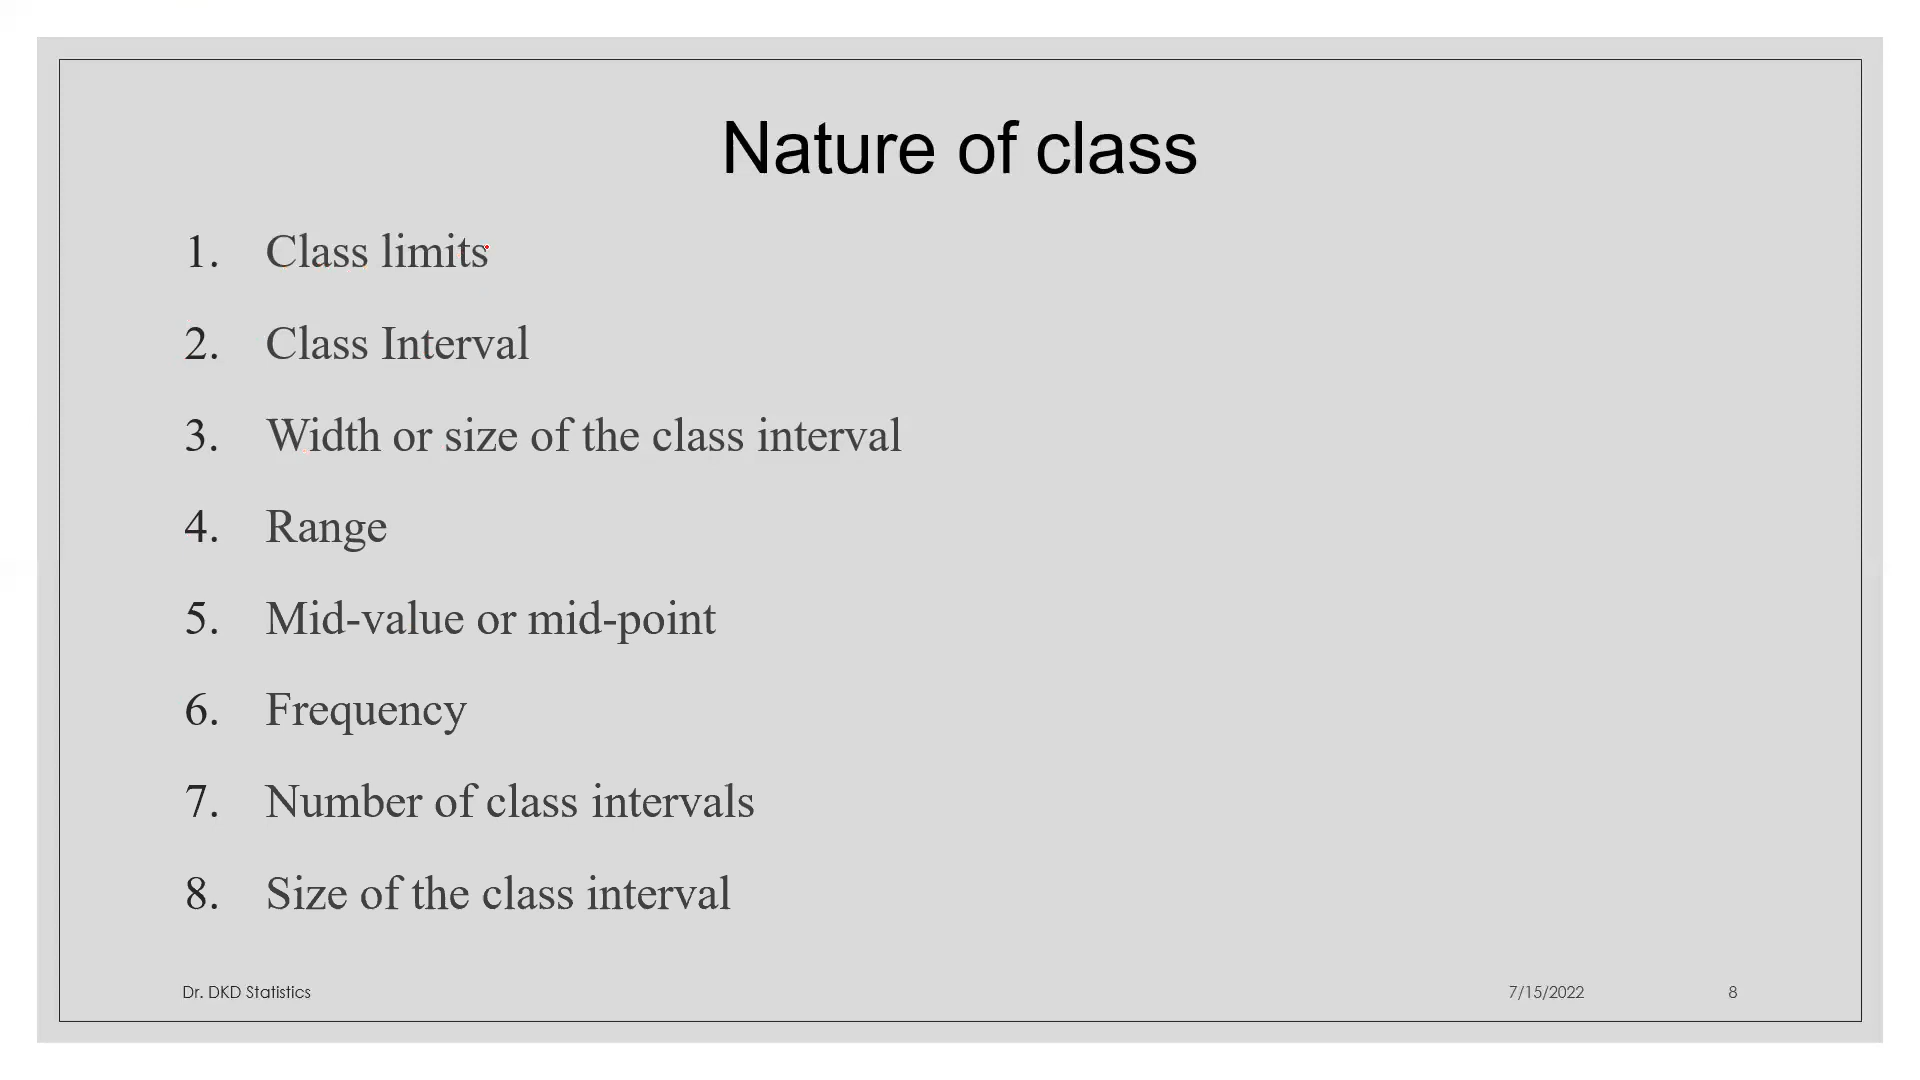 Nature of class
1. Class limits
2. Class Interval
3. Width or size of the class interval
4. Range
5. Mid-value or mid-point
6. Frequency
7. Number of class intervals
8. Size of the class interval
Dr. DKD Statistics 7/15/2022 8